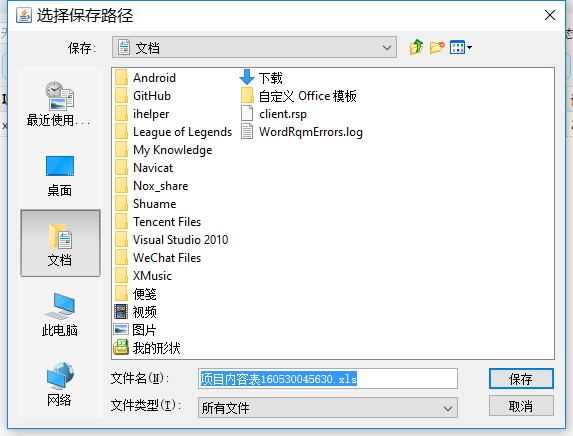 选择保存路径
保存:
文档
Android
GitHub
ihelper
League of Legends
My Knowledge
Navicat
Nox_share
Shuame
Tencent Files
Visual Studio 2010
WeChat Files
XMusic
便笺
视频
图片
我的形状
下载
自定义 Office 模板
client.rsp
WordRqmErrors.log
最近使用...
桌面
文档
此电脑
网络
文件名(N):
项目内容表160530045630.xls
保存
文件类型(T):
所有文件
取消